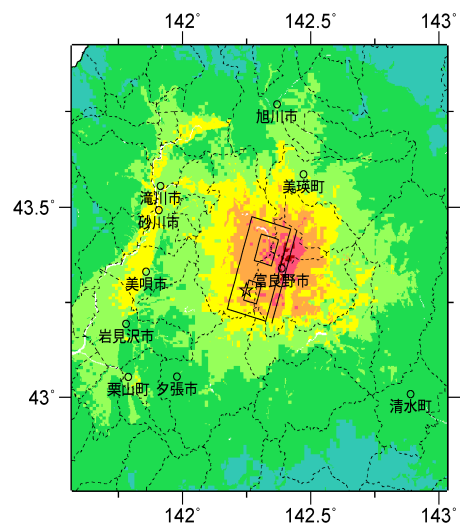 142° 142.5° 143°
旭川市
美瑛町
滝川市
砂川市
43.5°
富良野市
美唄市
岩見沢市
栗山町 夕張市
43°
清水町
142° 142.5° 143°